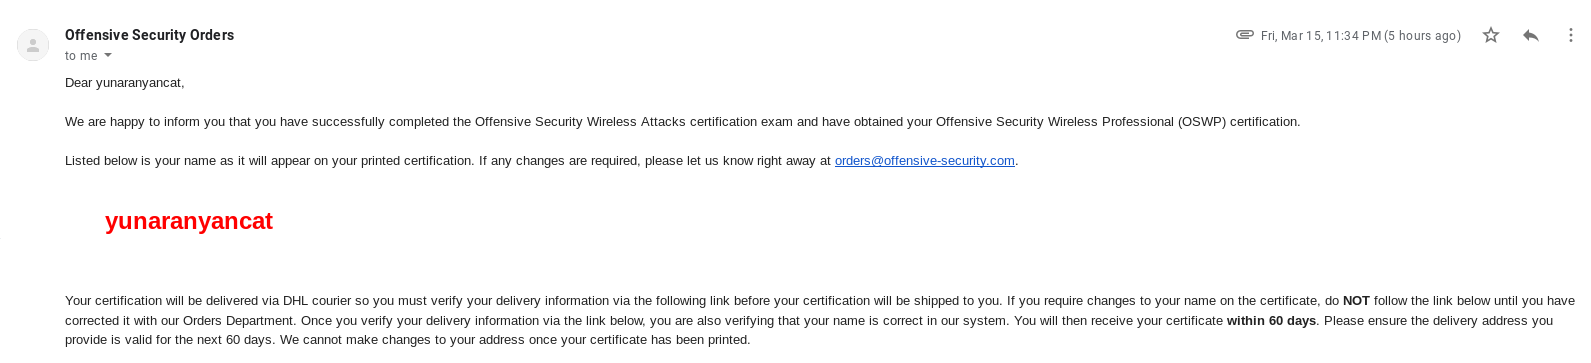 Offensive Security Orders
Fri, Mar 15, 11:34 PM (5 hours ago)
to me
Dear yunaranyancat,
We are happy to inform you that you have successfully completed the Offensive Security Wireless Attacks certification exam and have obtained your Offensive Security Wireless Professional (OSWP) certification.
Listed below is your name as it will appear on your printed certification. If any changes are required, please let us know right away at orders@offensive-security.com.
yunaranyancat
Your certification will be delivered via DHL courier so you must verify your delivery information via the following link before your certification will be shipped to you. If you require changes to your name on the certificate, do NOT follow the link below until you have
corrected it with our Orders Department. Once you verify your delivery information via the link below, you are also verifying that your name is correct in our system. You will then receive your certificate within 60 days. Please ensure the delivery address you
provide is valid for the next 60 days. We cannot make changes to your address once your certificate has been printed.